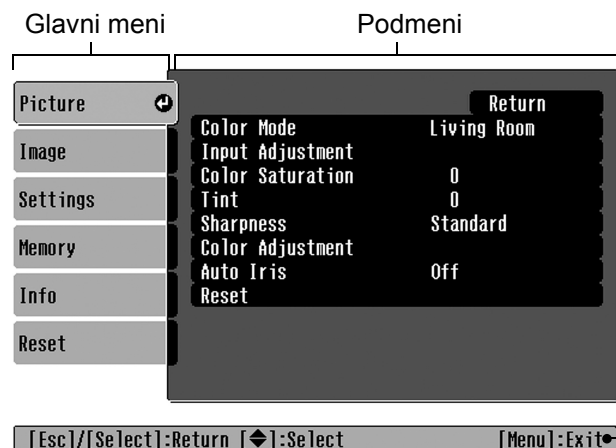 Glavni meni
Podmeni
Picture
Image
Settings
Memory
Info
Reset
Return
Color Mode Living Room
Input Adjustment
Color Saturation 0
Tint 0
Sharpness Standard
Color Adjustment
Auto Iris Off
Reset
[Esc]/[Select]:Return [◆]:Select [Menu]:Exit